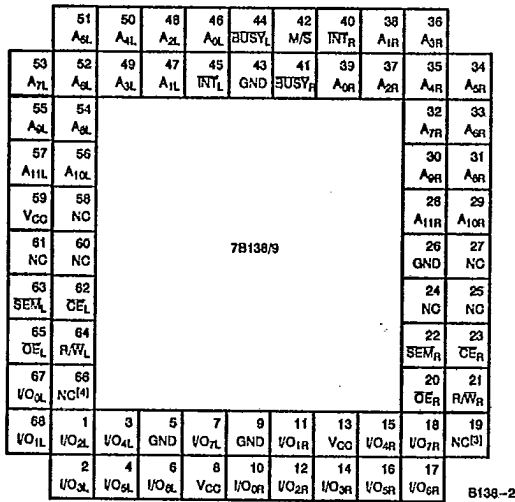 51 50 48 46 44 42 40 38 36
A5L A4L A2L A0L BUSYL M/S INTR A1R A3R
53 52 49 47 45 43 41 39 37 35 34
A7L A6L A3L A1L INTL GND BUSYR A0R A2R A4R A5R
55 54 32 33
A9L A8L A7R A6R
57 56 30 31
A11L A10L A9R A8R
59 58 28 29
VCC NC A11R A10R
61 60 7B138/9 26 27
NC NC GND NC
63 62 24 25
SEML CEL NC NC
65 64 22 23
OEL R/WL SEMR CER
67 66 20 21
I/O0L NC[4] OER R/WR
68 1 3 5 7 9 11 13 15 18 19
I/O1L I/O2L I/O4L GND I/O7L GND I/O1R VCC I/O4R I/O7R NC[3]
2 4 6 8 10 12 14 16 17
I/O3L I/O5L I/O6L VCC I/O0R I/O2R I/O3R I/O5R I/O6R
B138–2